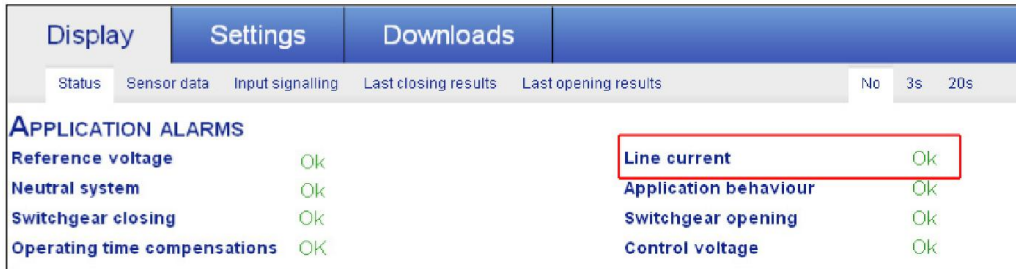 Display Settings Downloads
Status Sensor data Input signalling Last closing results Last opening results No 3s 20s
APPLICATION ALARMS
Reference voltage Ok Line current Ok
Neutral system Ok Application behaviour Ok
Switchgear closing Ok Switchgear opening Ok
Operating time compensations OK Control voltage Ok